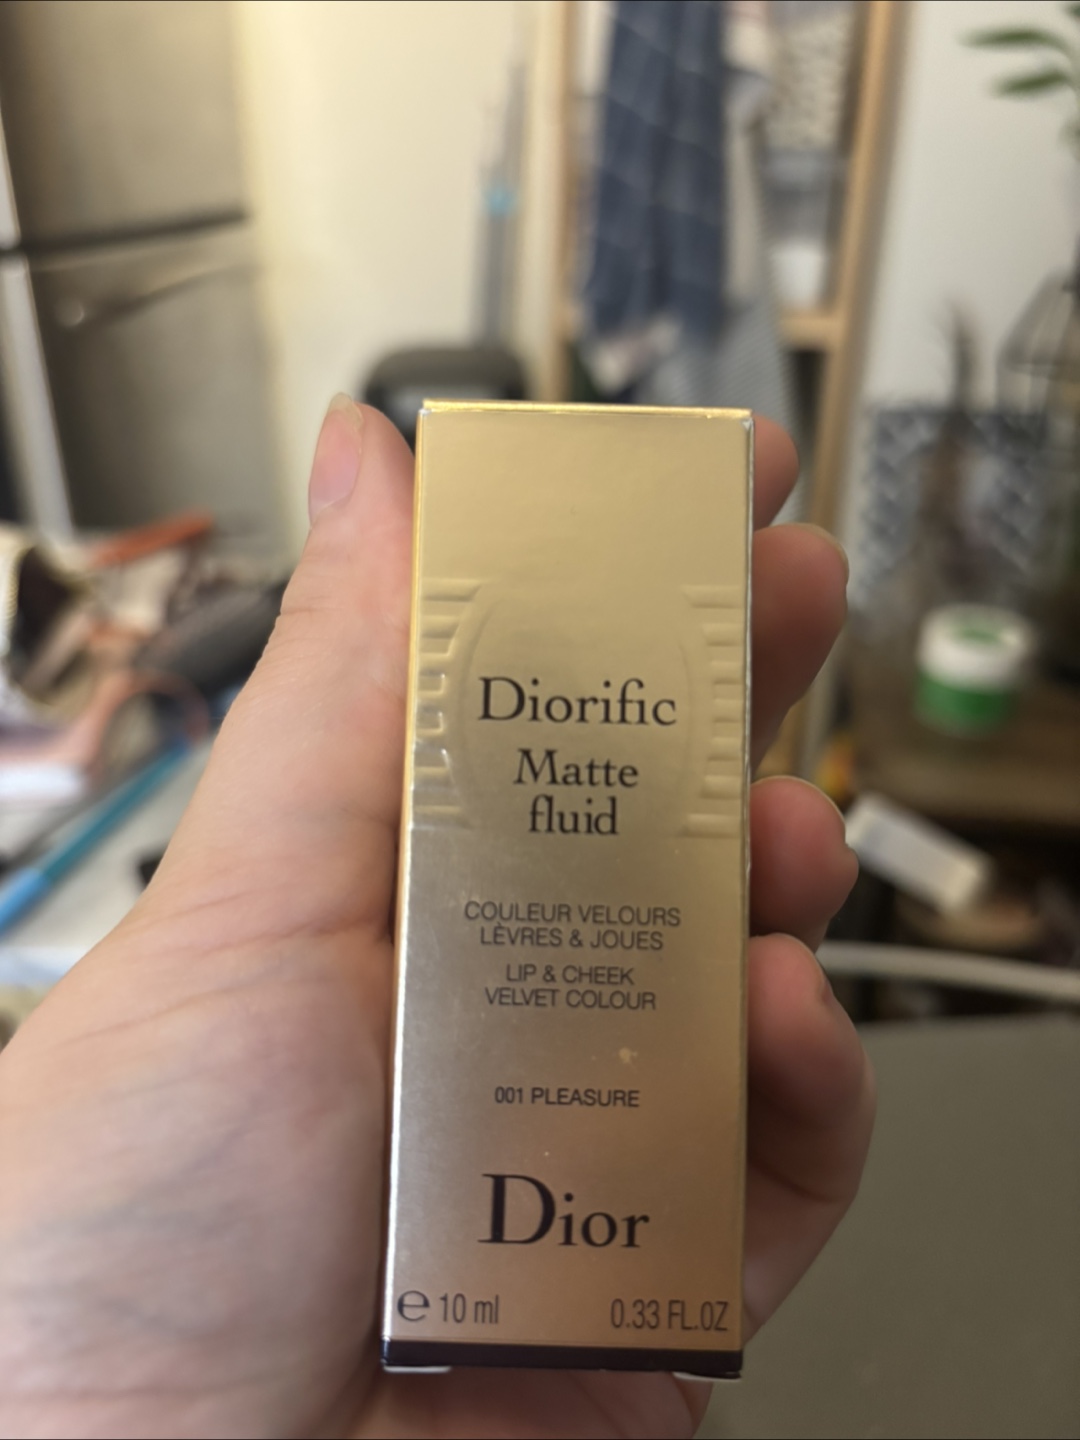 Diorific
Matte
fluid
COULEUR VELOURS
LÈVRES & JOUES
LIP & CHEEK
VELVET COLOUR
001 PLEASURE
Dior
℮ 10 ml 0.33 FL.OZ